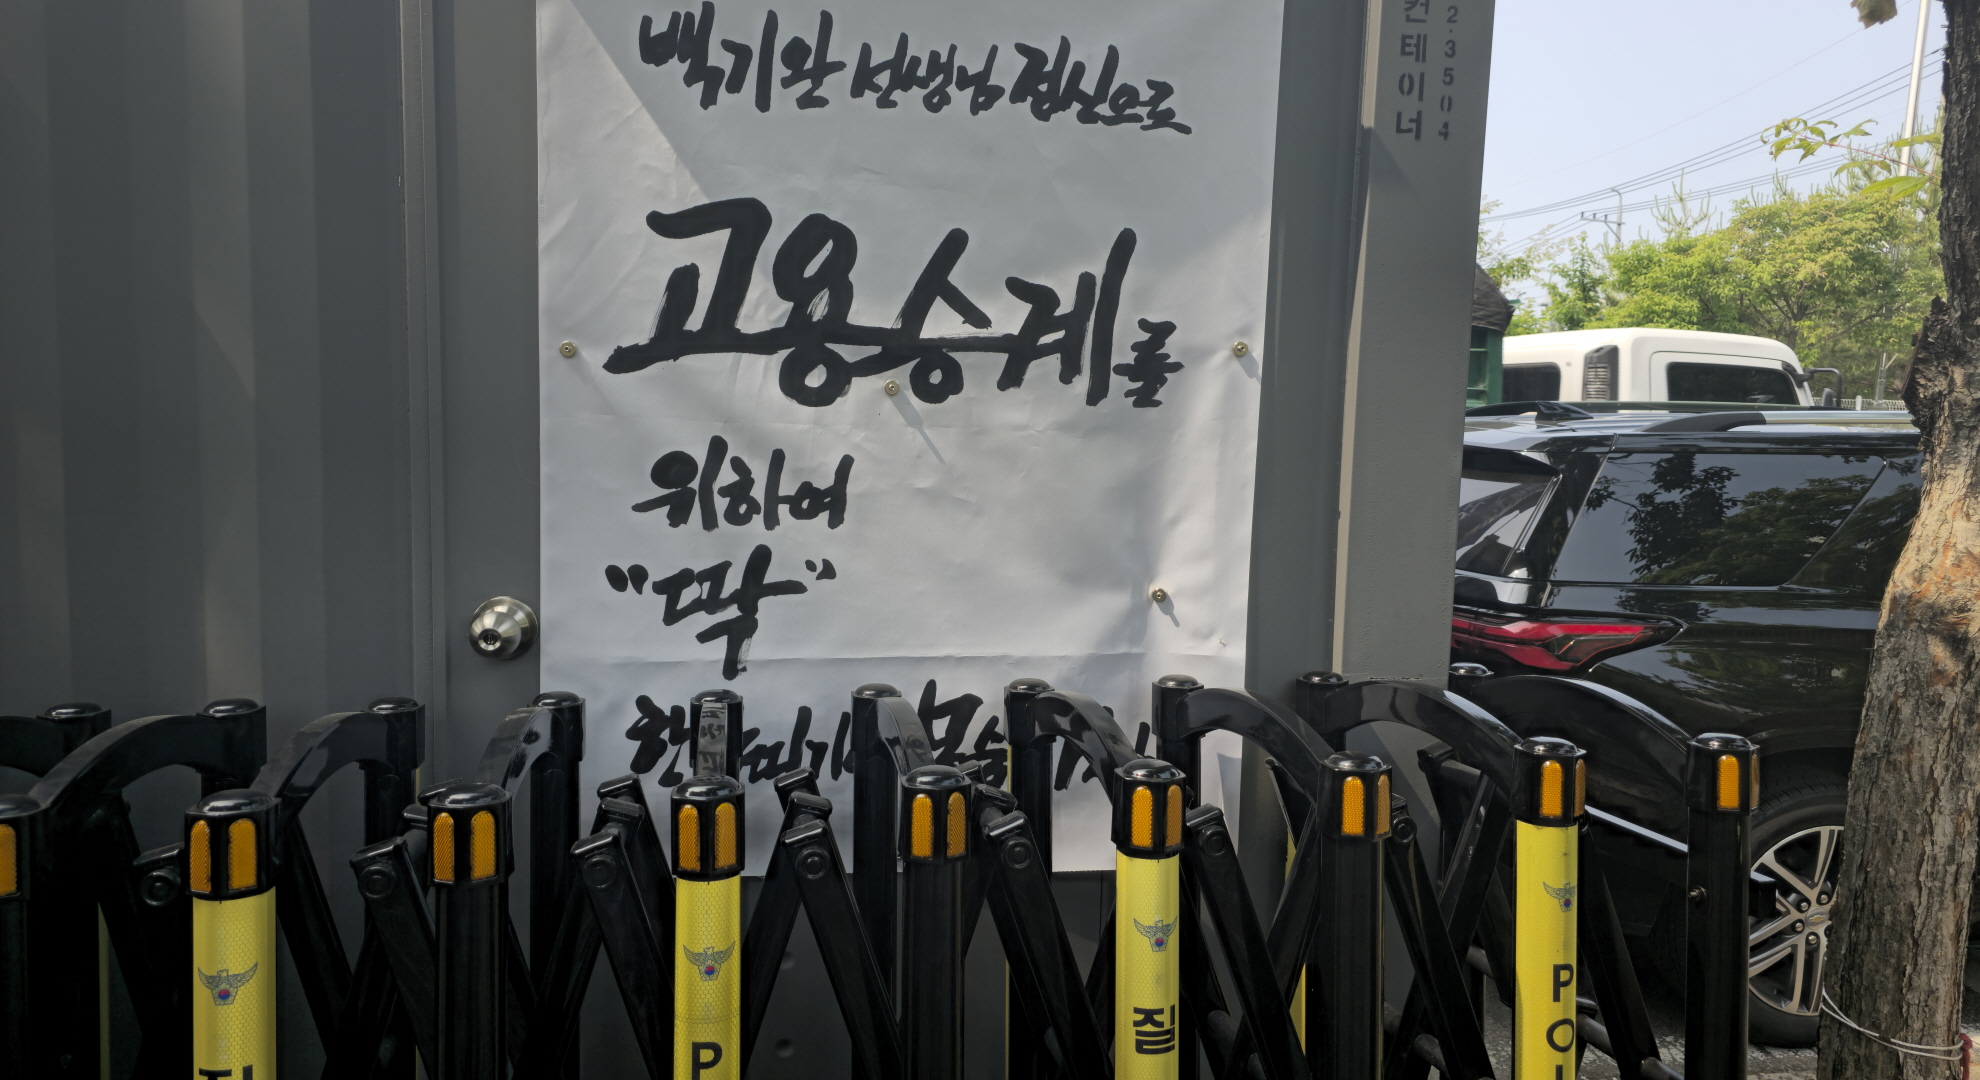 백기완 선생님 정신으로
고용승계를
위하여
"딱"
컨테이너
2.3504
질
P
질
PO